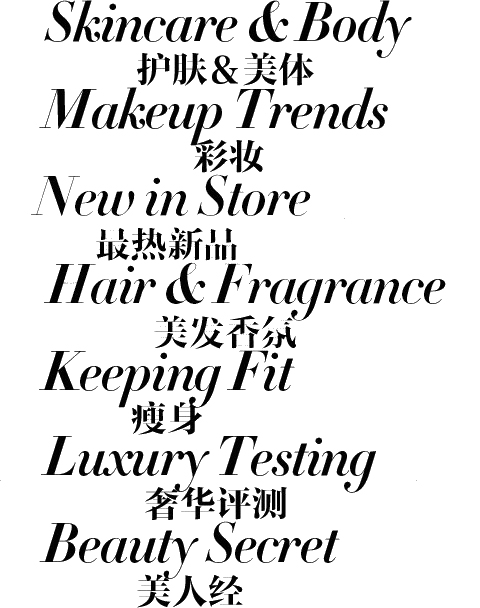 Skincare & Body
护肤&美体
Makeup Trends
彩妆
New in Store
最热新品
Hair & Fragrance
美发香氛
Keeping Fit
瘦身
Luxury Testing
奢华评测
Beauty Secret
美人经